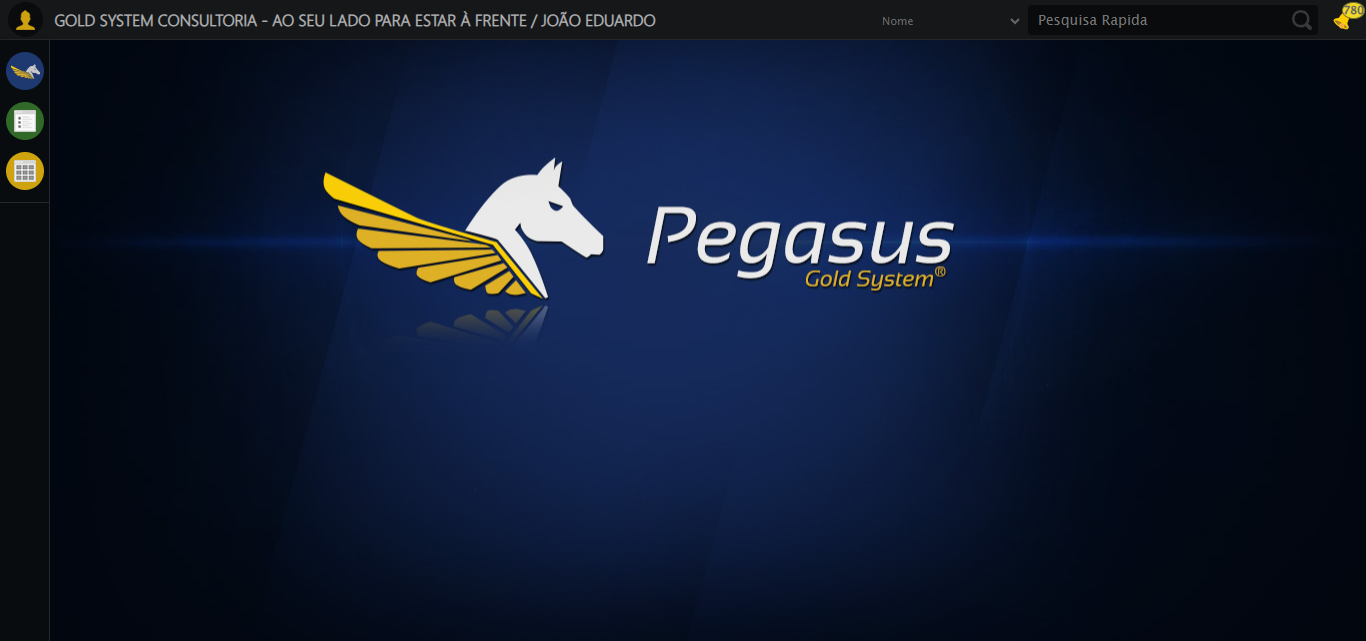 GOLD SYSTEM CONSULTORIA - AO SEU LADO PARA ESTAR À FRENTE / JOÃO EDUARDO
Nome
Pesquisa Rapida
780
Pegasus
Gold System®